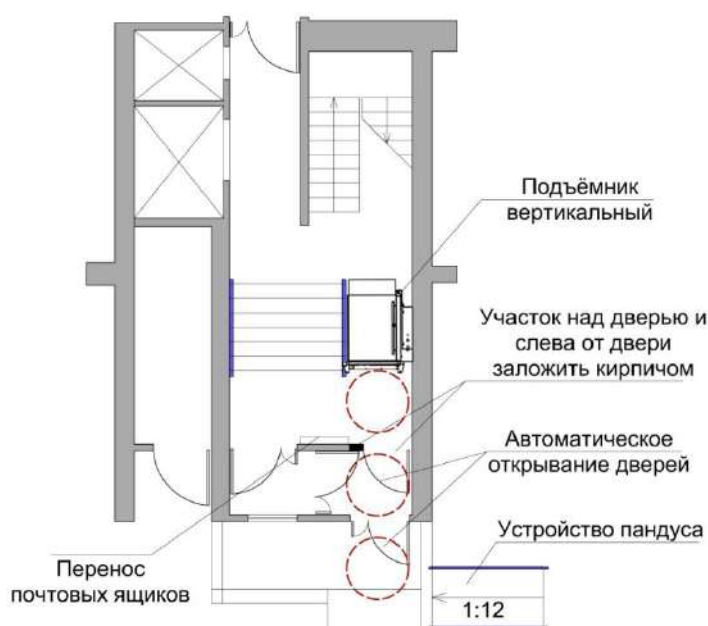 Подъёмник
вертикальный
Участок над дверью и
слева от двери
заложить кирпичом
Автоматическое
открывание дверей
Устройство пандуса
Перенос
почтовых ящиков
1:12